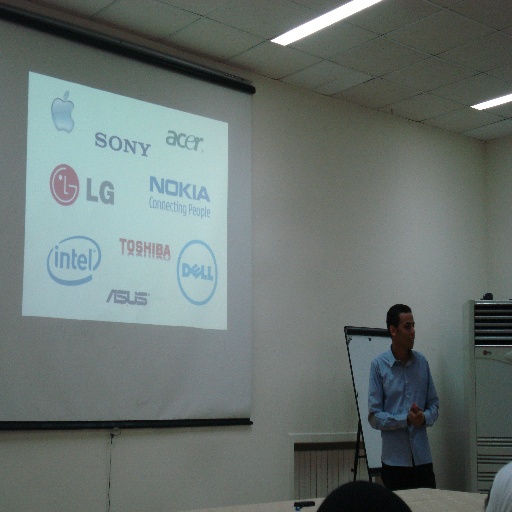 SONY
acer
LG
NOKIA
Connecting People
intel
TOSHIBA
DELL
ASUS